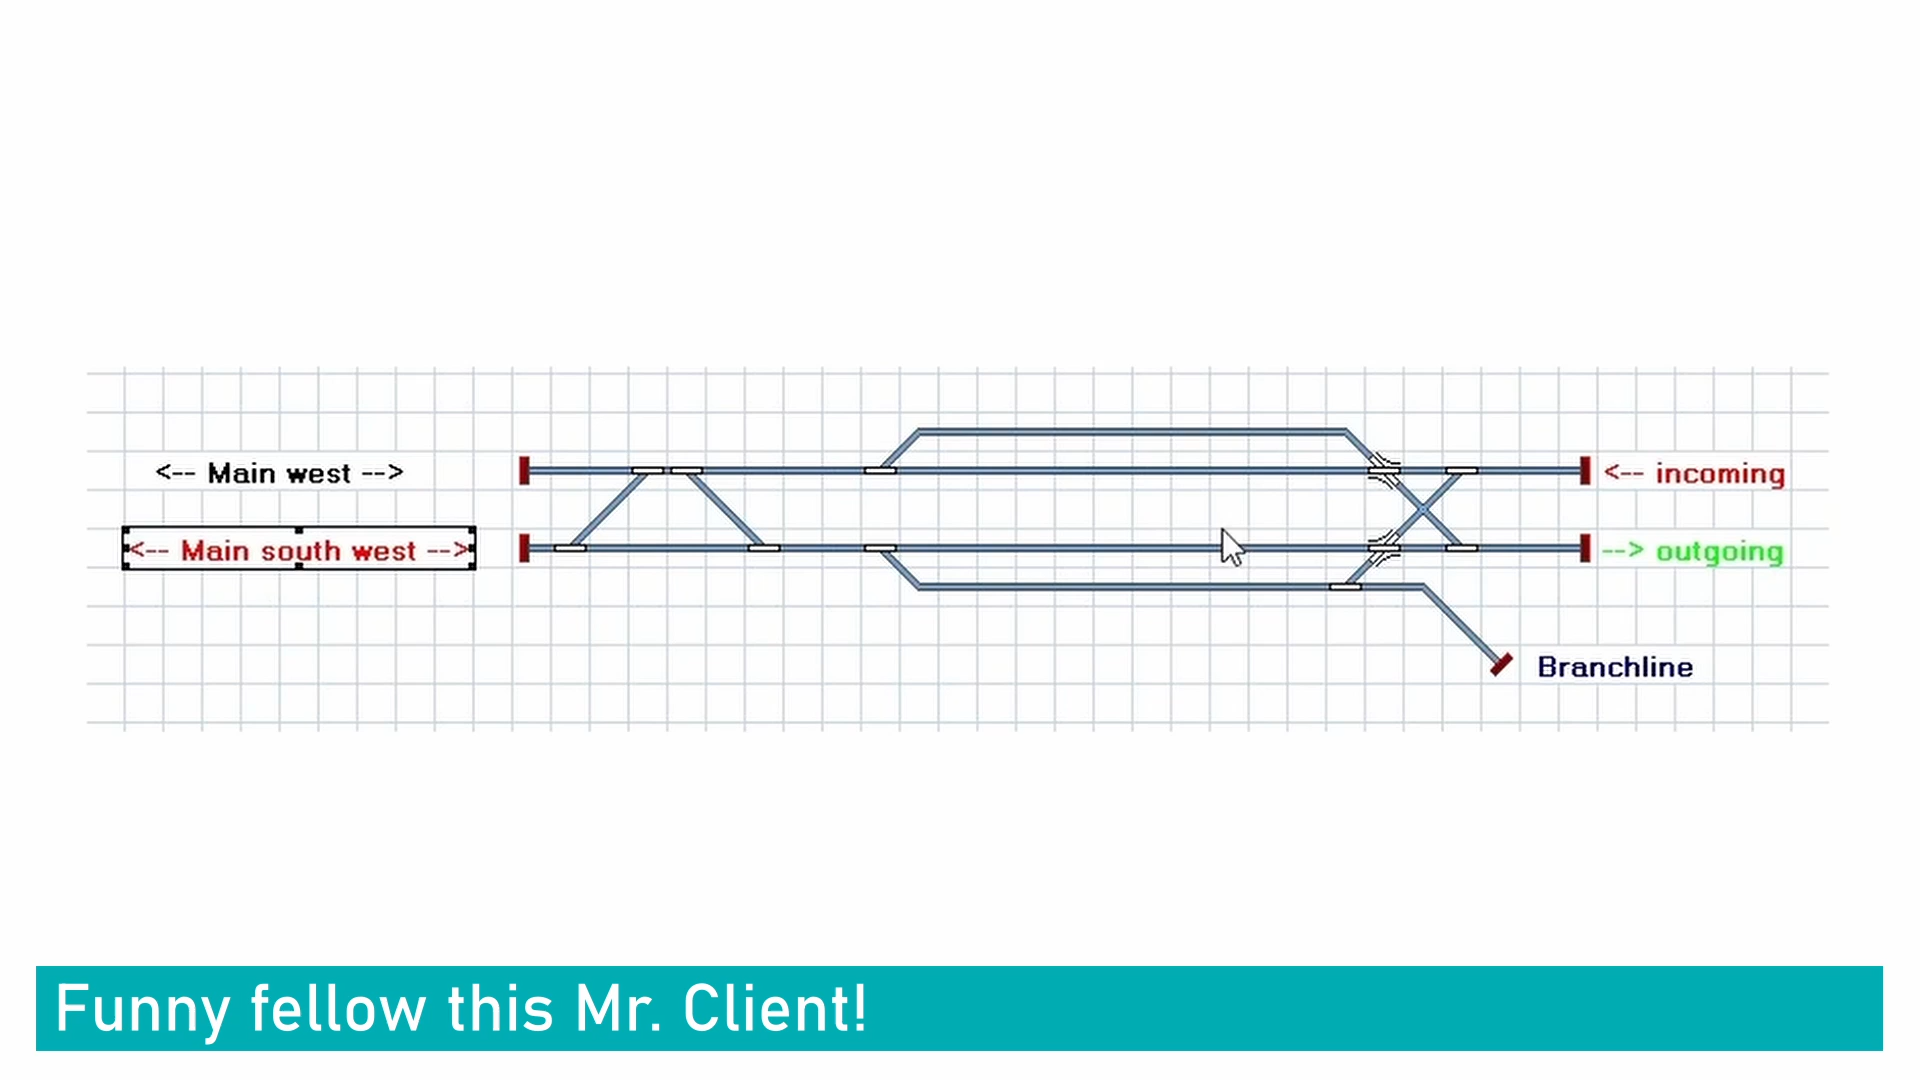 <-- Main west -->
<-- incoming
<-- Main south west -->
--> outgoing
Branchline
Funny fellow this Mr. Client!